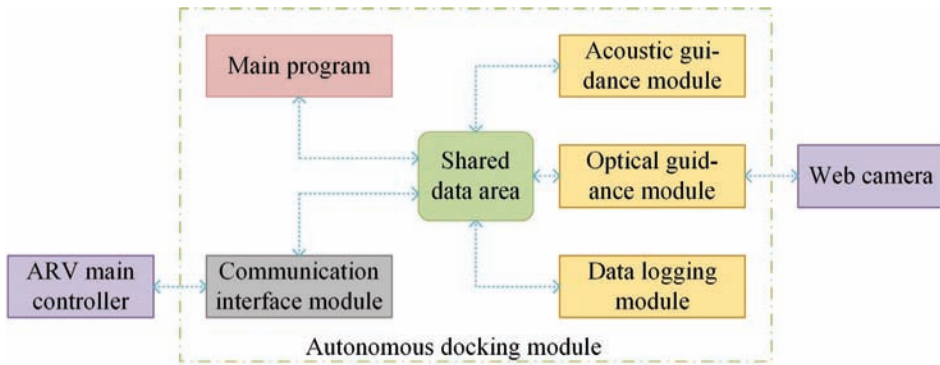 Main program
Acoustic gui-
dance module
Shared
data area
Optical guid-
ance module
Web camera
ARV main
controller
Communication
interface module
Data logging
module
Autonomous docking module